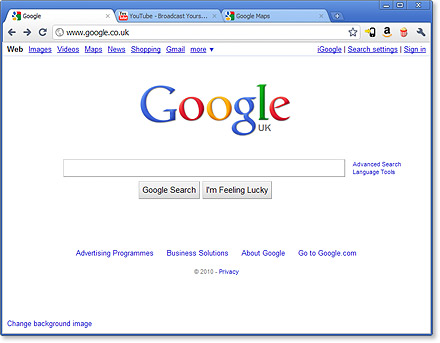 Google YouTube - Broadcast Yours... Google Maps
www.google.co.uk
Web Images Videos Maps News Shopping Gmail more ▼ iGoogle | Search settings | Sign in
Google
UK
Advanced Search
Language Tools
Google Search I'm Feeling Lucky
Advertising Programmes Business Solutions About Google Go to Google.com
© 2010 - Privacy
Change background image